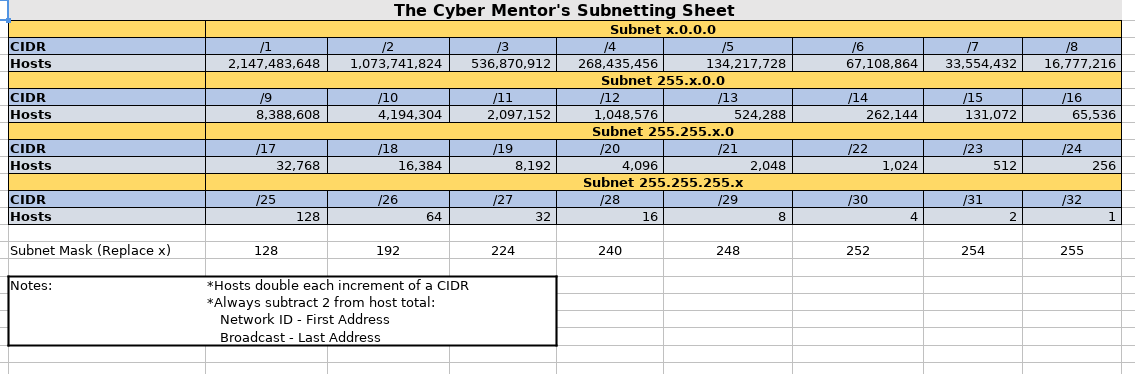 The Cyber Mentor's Subnetting Sheet
Subnet x.0.0.0
CIDR /1 /2 /3 /4 /5 /6 /7 /8
Hosts 2,147,483,648 1,073,741,824 536,870,912 268,435,456 134,217,728 67,108,864 33,554,432 16,777,216
Subnet 255.x.0.0
CIDR /9 /10 /11 /12 /13 /14 /15 /16
Hosts 8,388,608 4,194,304 2,097,152 1,048,576 524,288 262,144 131,072 65,536
Subnet 255.255.x.0
CIDR /17 /18 /19 /20 /21 /22 /23 /24
Hosts 32,768 16,384 8,192 4,096 2,048 1,024 512 256
Subnet 255.255.255.x
CIDR /25 /26 /27 /28 /29 /30 /31 /32
Hosts 128 64 32 16 8 4 2 1
Subnet Mask (Replace x) 128 192 224 240 248 252 254 255
Notes: *Hosts double each increment of a CIDR
*Always subtract 2 from host total:
Network ID - First Address
Broadcast - Last Address